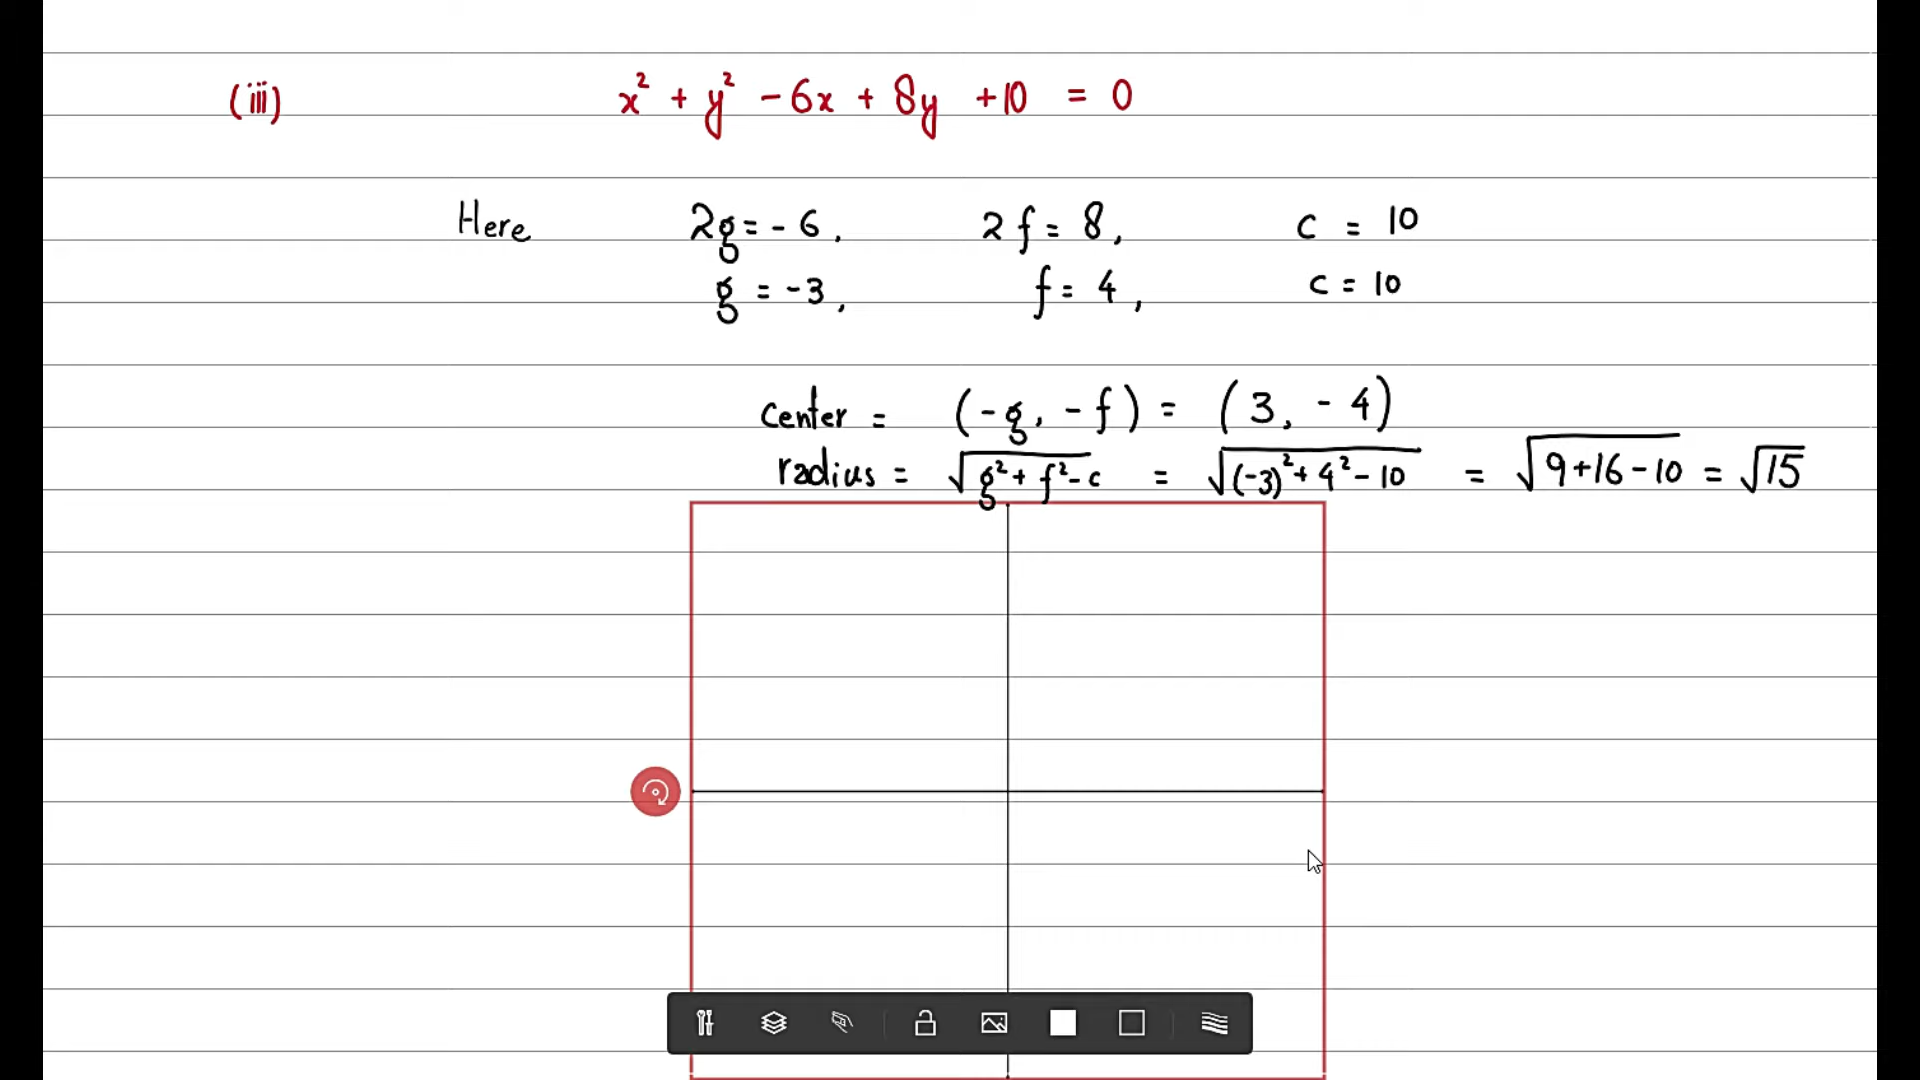 (iii) x² + y² - 6x + 8y + 10 = 0
Here 2g = -6, 2f = 8, c = 10
g = -3, f = 4, c = 10
center = (-g, -f) = (3, -4)
radius = √(g² + f² - c) = √((-3)² + 4² - 10) = √(9+16-10) = √15